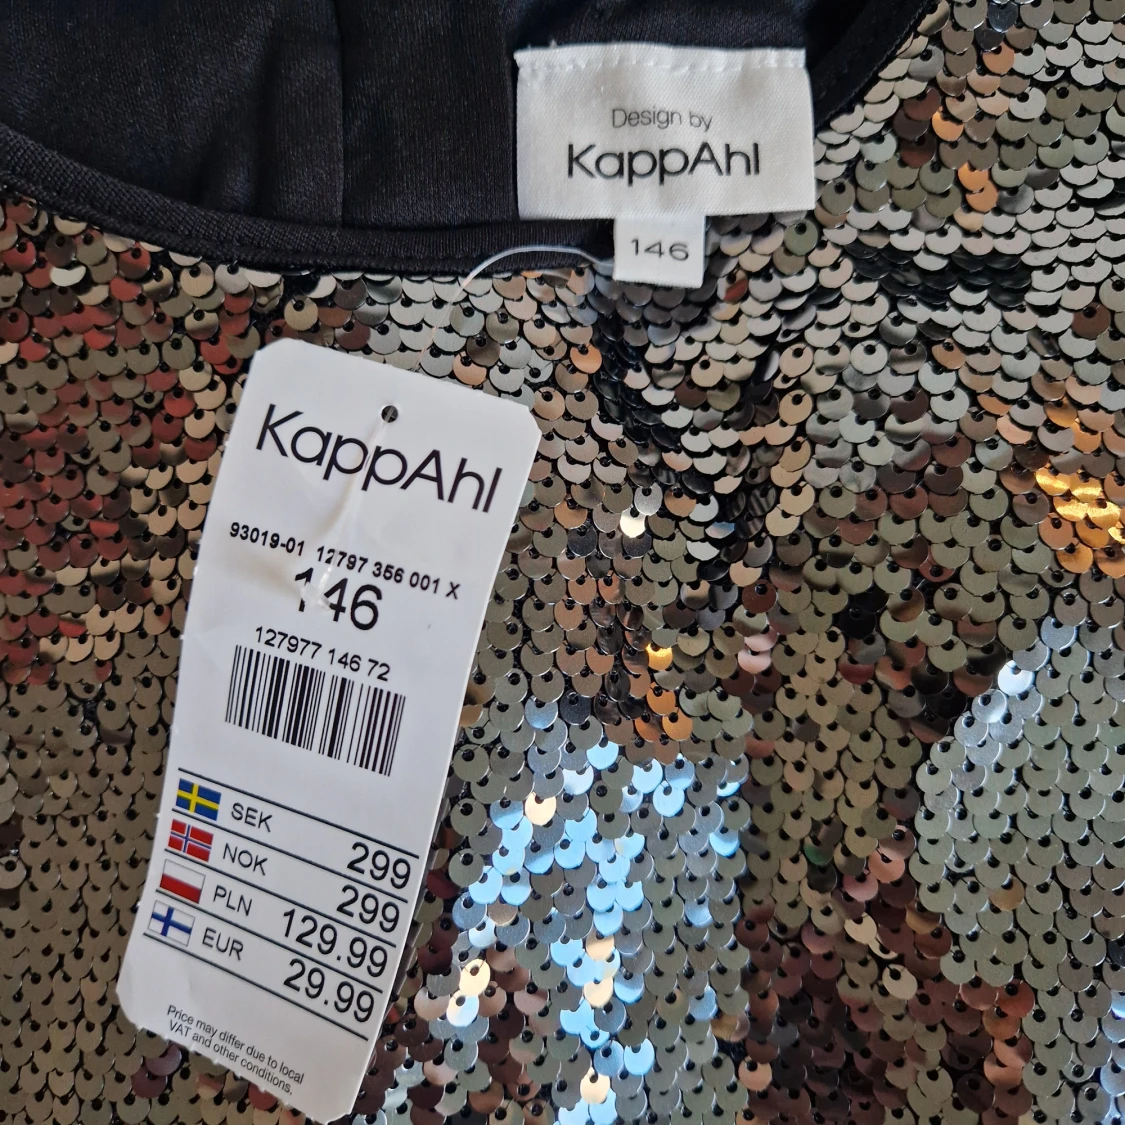 Design by
KappAhl
146
KappAhl
93019-01 12797 356 001 X
146
127977 146 72
SEK 299
NOK 299
PLN 129.99
EUR 29.99
Price may differ due to local
VAT and other conditions.